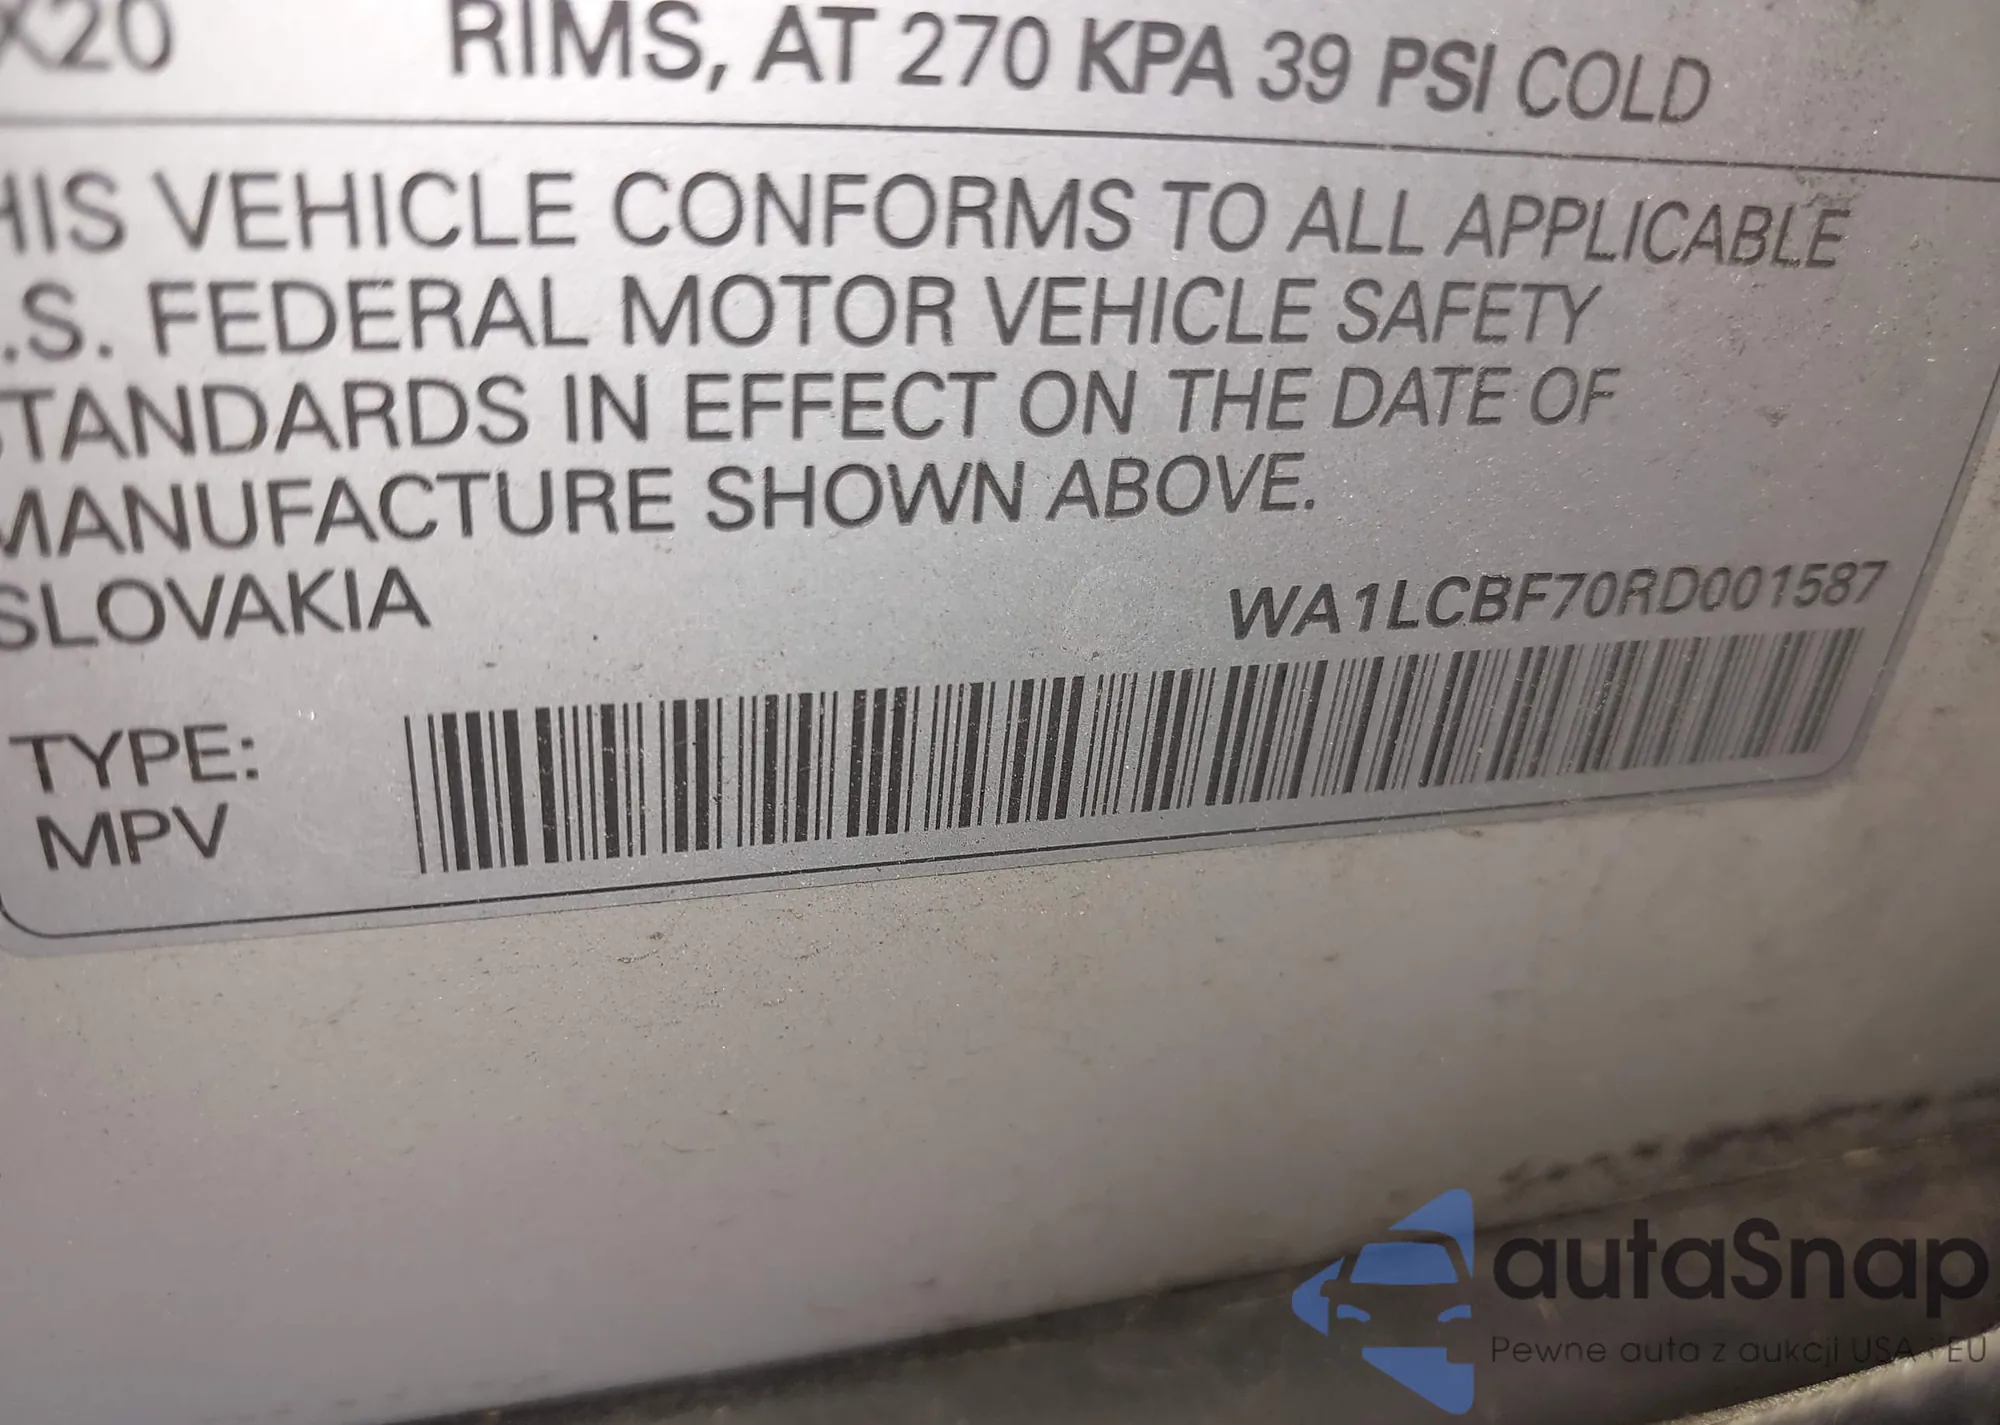 X20 RIMS, AT 270 KPA 39 PSI COLD
HIS VEHICLE CONFORMS TO ALL APPLICABLE
.S. FEDERAL MOTOR VEHICLE SAFETY
STANDARDS IN EFFECT ON THE DATE OF
MANUFACTURE SHOWN ABOVE.
SLOVAKIA WA1LCBF70RD001587
TYPE:
MPV
autaSnap
Pewne auta z aukcji USA i EU